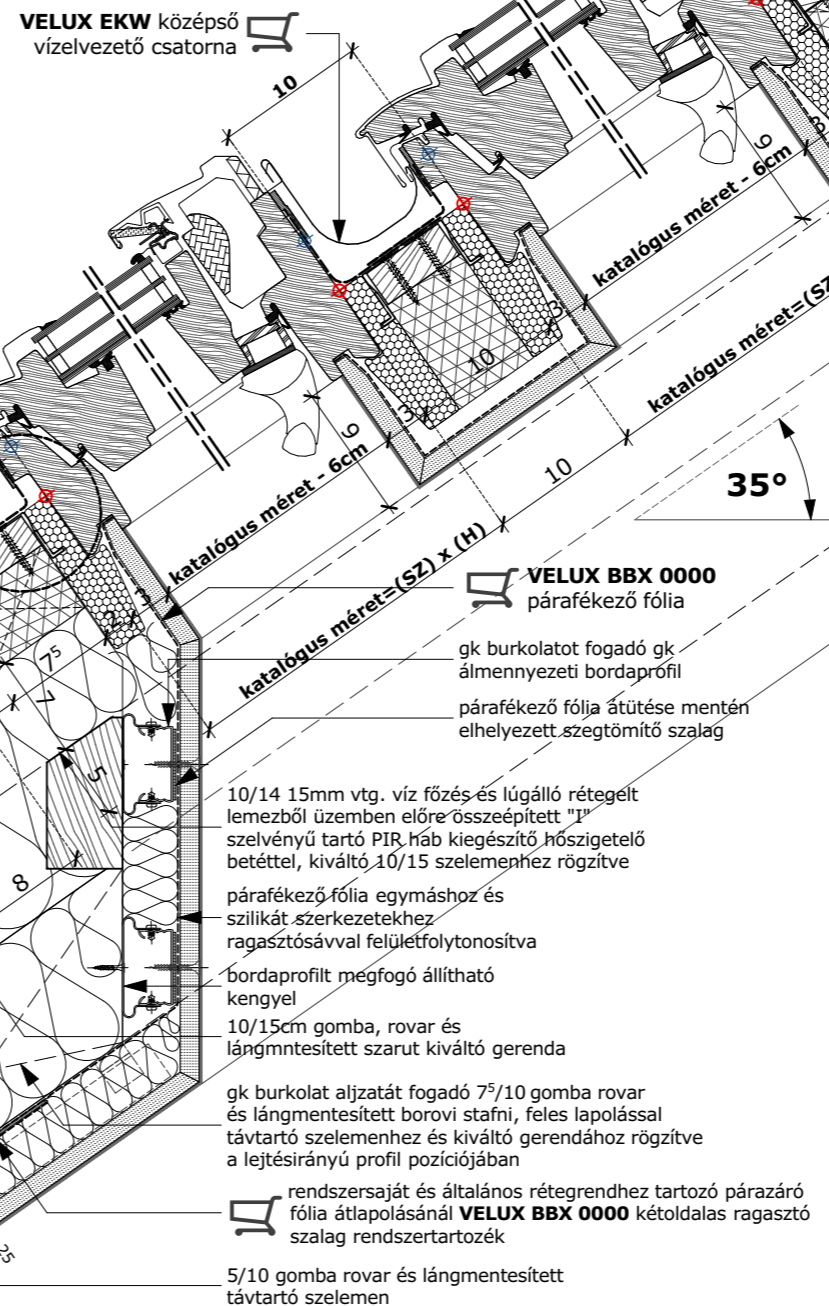 VELUX EKW középső
vízelvezető csatorna
10
9
3
katalógus méret - 6cm
katalógus méret=(SZ
3
10
3
9
10
katalógus méret - 6cm
35°
katalógus méret=(SZ) x (H)
VELUX BBX 0000
párafékező fólia
3
2
7⁵
7
gk burkolatot fogadó gk
álmennyezeti bordaprofil
párafékező fólia átütése mentén
elhelyezett szegtömítő szalag
5
10/14 15mm vtg. víz főzés és lúgálló rétegelt
lemezből üzemben előre összeépített "I"
szelvényű tartó PIR hab kiegészítő hőszigetelő
betéttel, kiváltó 10/15 szelemenhez rögzítve
8
párafékező fólia egymáshoz és
szilikát szerkezetekhez
ragasztósávval felületfolytonosítva
bordaprofilt megfogó állítható
kengyel
10/15cm gomba, rovar és
lángmntesített szarut kiváltó gerenda
gk burkolat aljzatát fogadó 7⁵/10 gomba rovar
és lángmentesített borovi stafni, feles lapolással
távtartó szelemenhez és kiváltó gerendához rögzítve
a lejtésirányú profil pozíciójában
rendszersaját és általános rétegrendhez tartozó párazáró
fólia átlapolásánál VELUX BBX 0000 kétoldalas ragasztó
szalag rendszertartozék
25
5/10 gomba rovar és lángmentesített
távtartó szelemen